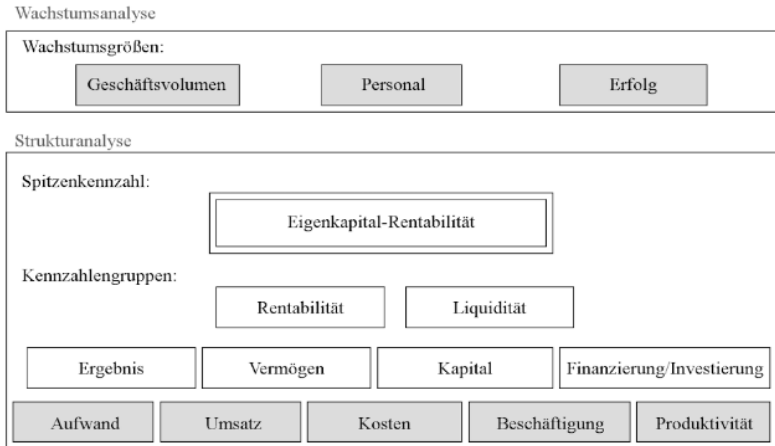 Wachstumsanalyse
Wachstumsgrößen:
Geschäftsvolumen Personal Erfolg
Strukturanalyse
Spitzenkennzahl:
Eigenkapital-Rentabilität
Kennzahlengruppen:
Rentabilität Liquidität
Ergebnis Vermögen Kapital Finanzierung/Investierung
Aufwand Umsatz Kosten Beschäftigung Produktivität